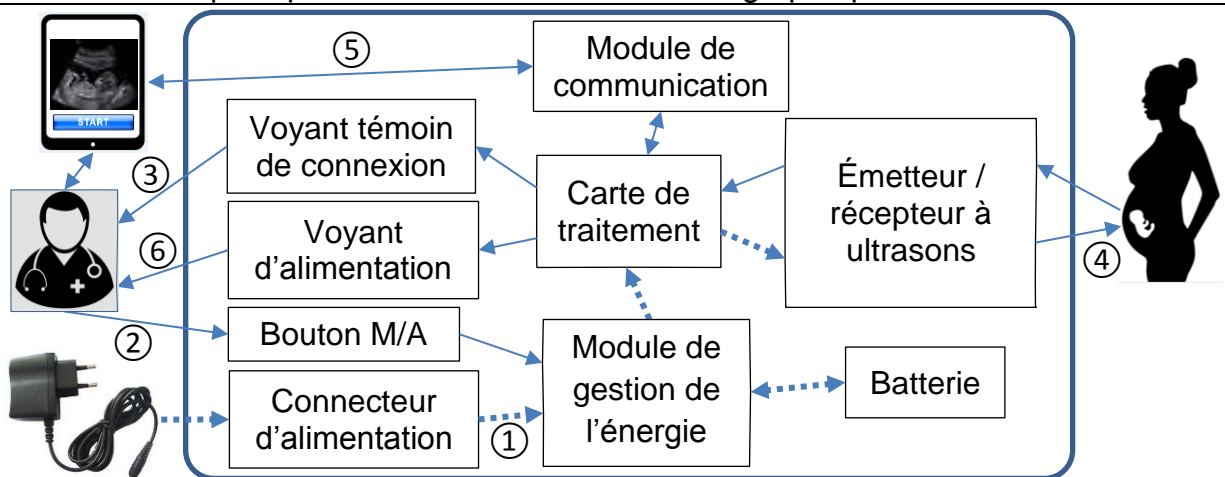 ⑤
Module de
communication
START
Voyant témoin
de connexion
③
Carte de
traitement
Émetteur /
récepteur à
ultrasons
Voyant
d'alimentation
⑥
④
②
Bouton M/A
Module de
gestion de
l'énergie
Batterie
Connecteur
d'alimentation
①